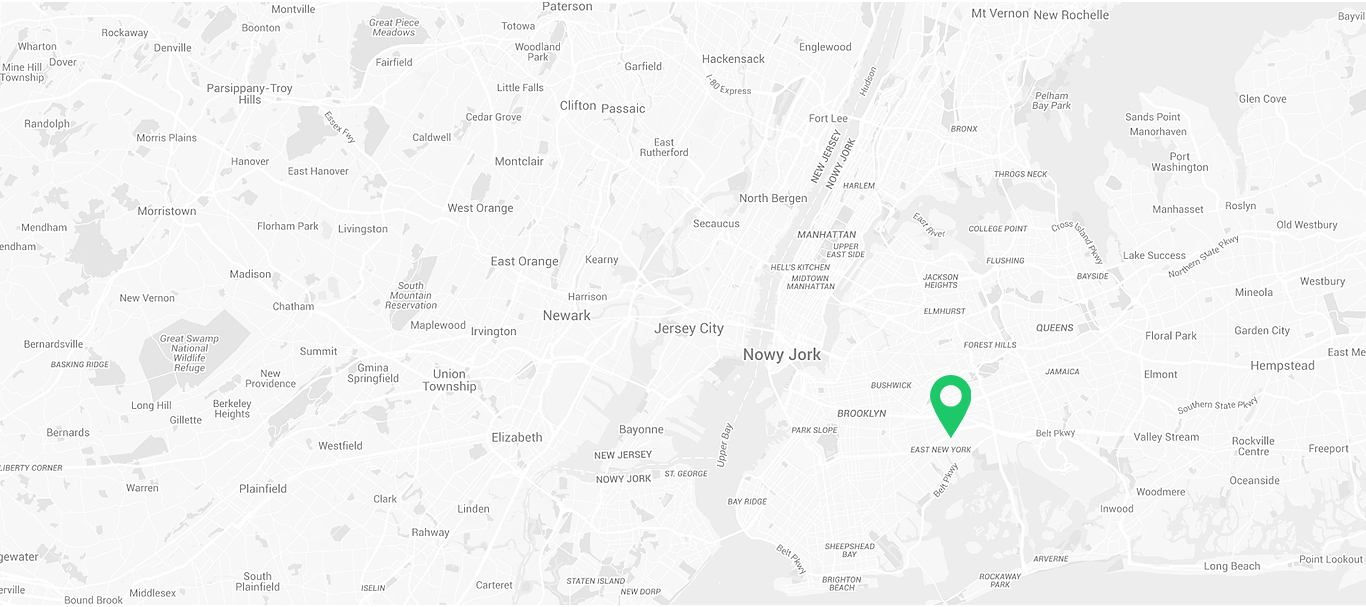 Montville
Paterson
Mt Vernon
New Rochelle
Rockaway
Boonton
Great Piece
Meadows
Totowa
Wharton
Dover
Denville
Woodland
Park
Englewood
Mine Hill
Township
Fairfield
Garfield
Hackensack
I-80 Express
Hudson
Parsippany-Troy
Hills
Little Falls
Clifton
Passaic
Pelham
Bay Park
Glen Cove
Randolph
Essex Fwy
Cedar Grove
Fort Lee
Sands Point
Manorhaven
Morris Plains
Caldwell
East
Rutherford
NEW JERSEY
NOWY JORK
BRONX
Hanover
East Hanover
Montclair
Port
Washington
THROGS NECK
HARLEM
Morristown
West Orange
North Bergen
Manhasset
Roslyn
Mendham
Florham Park
Livingston
Secaucus
MANHATTAN
East River
COLLEGE POINT
Cross Island Pkwy
Old Westbury
UPPER
EAST SIDE
Northern State Pkwy
Lake Success
Madison
East Orange
Kearny
HELL'S KITCHEN
MIDTOWN
MANHATTAN
JACKSON
HEIGHTS
FLUSHING
BAYSIDE
Westbury
South
Mountain
Reservation
New Vernon
Chatham
Harrison
Mineola
Newark
ELMHURST
Maplewood
Irvington
Jersey City
QUEENS
Floral Park
Garden City
Bernardsville
Great Swamp
National
Wildlife
Refuge
Summit
Nowy Jork
FOREST HILLS
BASKING RIDGE
New
Providence
Gmina
Springfield
Union
Township
BUSHWICK
JAMAICA
Elmont
Hempstead
Long Hill
Berkeley
Heights
Gillette
BROOKLYN
Southern State Pkwy
Bernards
Westfield
Elizabeth
Bayonne
Upper Bay
PARK SLOPE
Belt Pkwy
Valley Stream
Rockville
Centre
Freeport
EAST NEW YORK
LIBERTY CORNER
NEW JERSEY
NOWY JORK
ST. GEORGE
Belt Pkwy
Oceanside
Warren
Plainfield
Clark
Linden
BAY RIDGE
Woodmere
Inwood
Rahway
Belt Pkwy
SHEEPSHEAD
BAY
ARVERNE
Long Beach
Point Lookout
South
Plainfield
ISELIN
Carteret
STATEN ISLAND
NEW DORP
BRIGHTON
BEACH
ROCKAWAY
PARK
Middlesex
Bound Brook